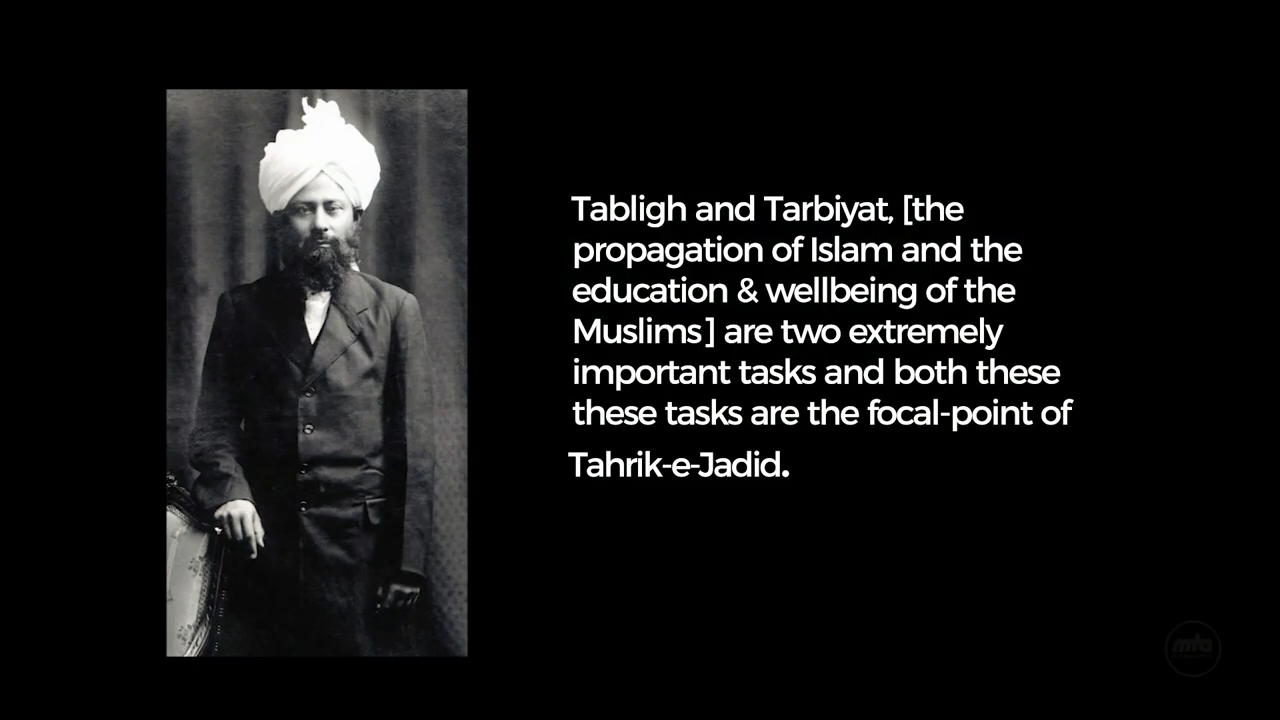 Tabligh and Tarbiyat, [the
propagation of Islam and the
education & wellbeing of the
Muslims] are two extremely
important tasks and both these
these tasks are the focal-point of
Tahrik-e-Jadid.
mta